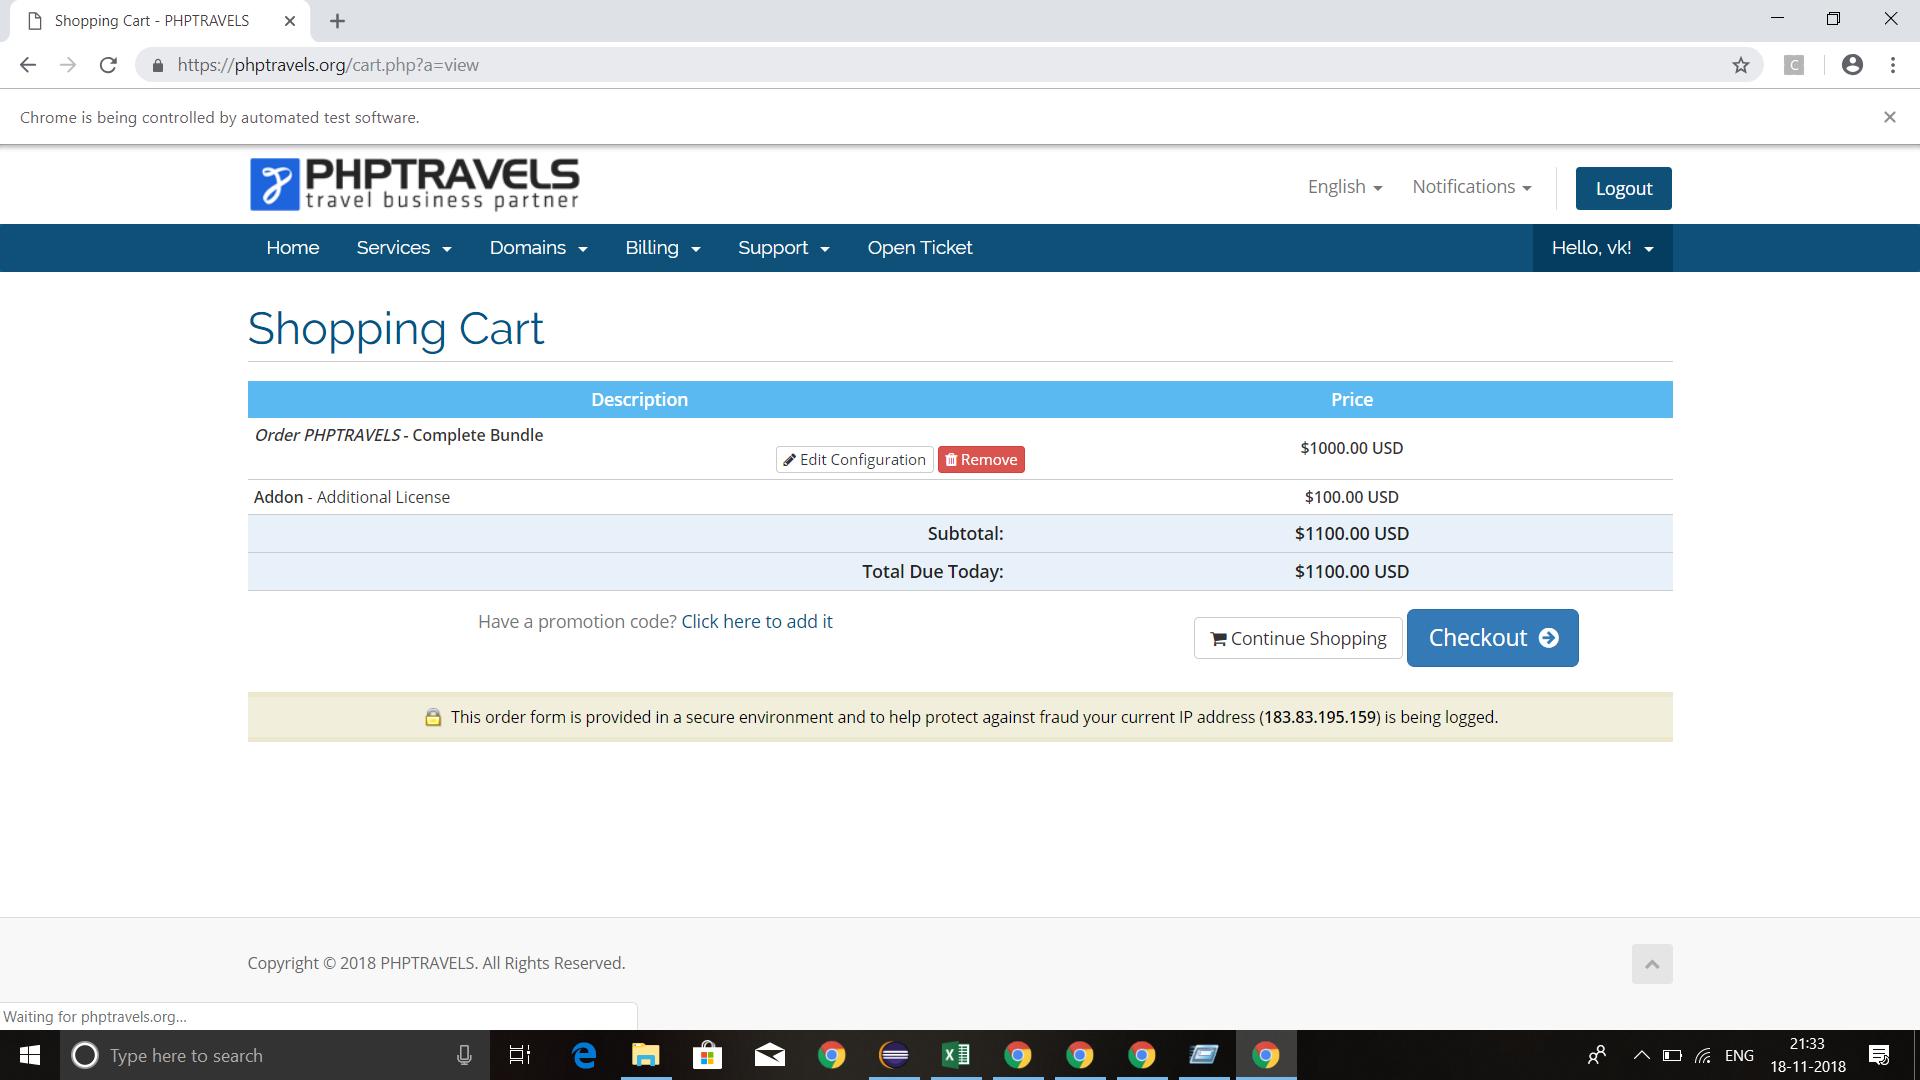 Shopping Cart - PHPTRAVELS
https://phptravels.org/cart.php?a=view
C
Chrome is being controlled by automated test software.
PHPTRAVELS
travel business partner
English
Notifications
Logout
Home
Services
Domains
Billing
Support
Open Ticket
Hello, vk!
Shopping Cart
Description
Price
Order PHPTRAVELS - Complete Bundle
Edit Configuration
Remove
$1000.00 USD
Addon - Additional License
$100.00 USD
Subtotal:
$1100.00 USD
Total Due Today:
$1100.00 USD
Have a promotion code? Click here to add it
Continue Shopping
Checkout
This order form is provided in a secure environment and to help protect against fraud your current IP address (183.83.195.159) is being logged.
Copyright © 2018 PHPTRAVELS. All Rights Reserved.
Waiting for phptravels.org...
Type here to search
ENG
21:33
18-11-2018